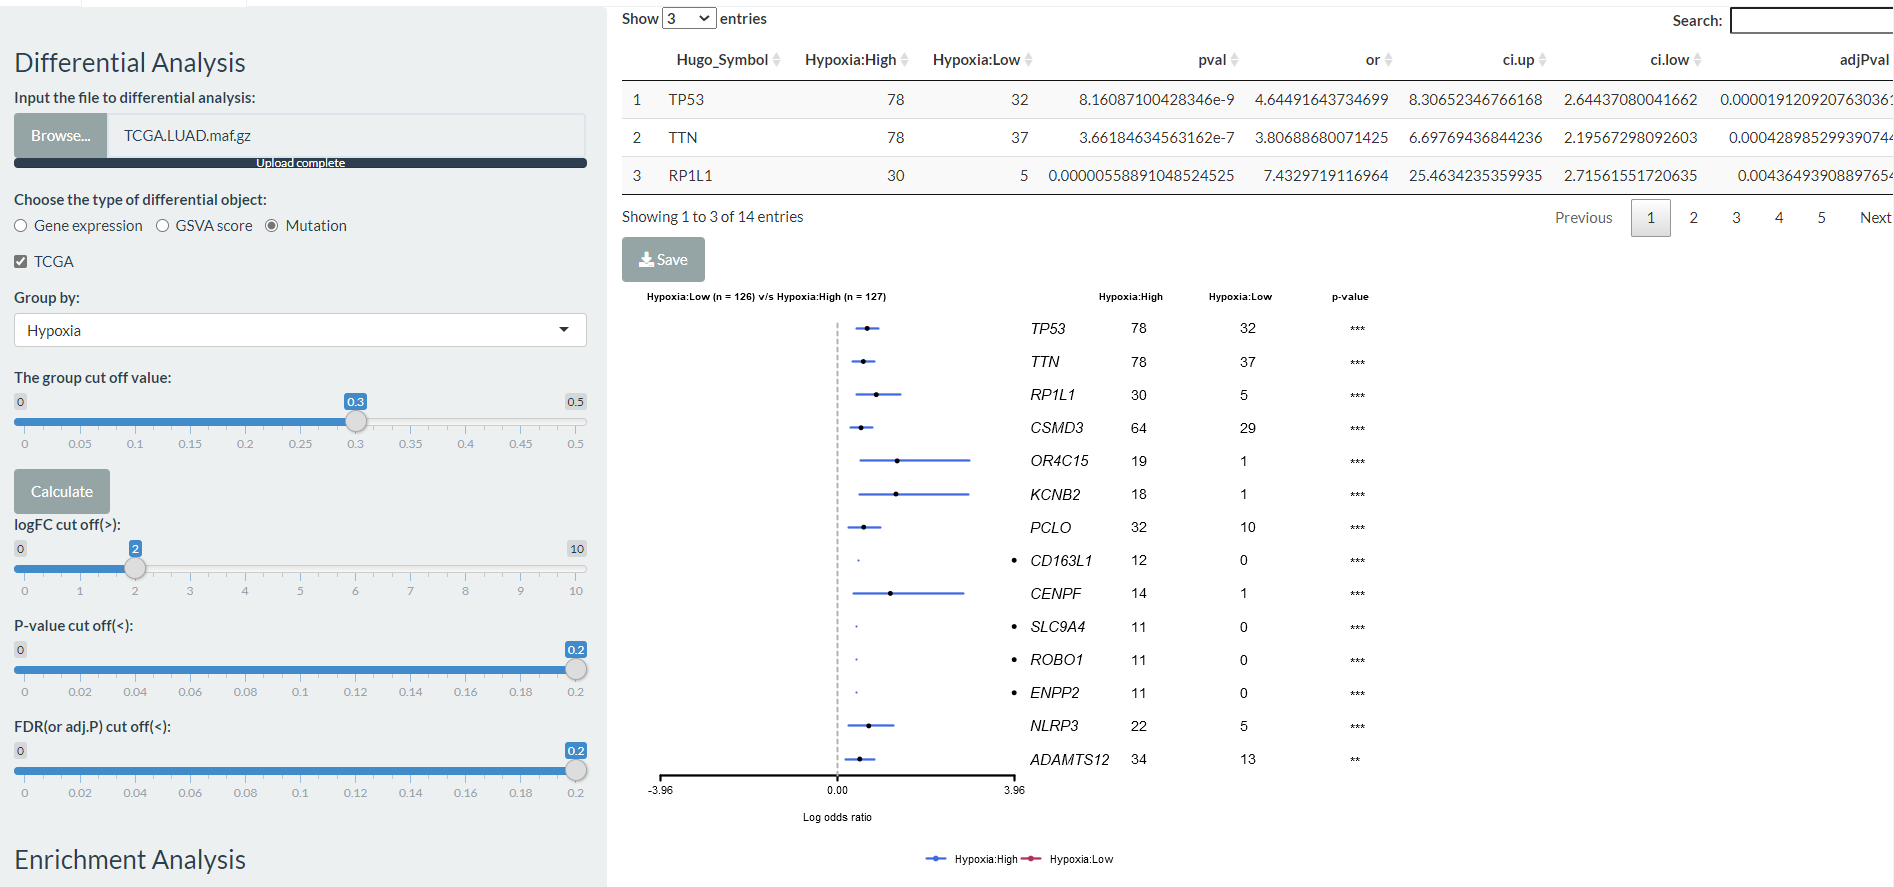 Differential Analysis
Input the file to differential analysis:
Browse... TCGA.LUAD.maf.gz
Upload complete
Choose the type of differential object:
Gene expression GSVA score Mutation
TCGA
Group by:
Hypoxia
The group cut off value:
0 0.3 0.5
0 0.05 0.1 0.15 0.2 0.25 0.3 0.35 0.4 0.45 0.5
Calculate
logFC cut off(>):
0 2 10
0 1 2 3 4 5 6 7 8 9 10
P-value cut off(<):
0 0.2
0 0.02 0.04 0.06 0.08 0.1 0.12 0.14 0.16 0.18 0.2
FDR(or adj.P) cut off(<):
0 0.2
0 0.02 0.04 0.06 0.08 0.1 0.12 0.14 0.16 0.18 0.2
Enrichment Analysis
Show 3 entries
Search:
Hugo_Symbol Hypoxia:High Hypoxia:Low pval or ci.up ci.low adjPval
1 TP53 78 32 8.16087100428346e-9 4.64491643734699 8.30652346766168 2.64437080041662 0.0000191209207630361
2 TTN 78 37 3.66184634563162e-7 3.80688680071425 6.69769436844236 2.19567298092603 0.000428985299390744
3 RP1L1 30 5 0.00000558891048524525 7.4329719116964 25.4634235359935 2.71561551720635 0.00436493908897654
Showing 1 to 3 of 14 entries
Previous 1 2 3 4 5 Next
Save
Hypoxia:Low (n = 126) v/s Hypoxia:High (n = 127) Hypoxia:High Hypoxia:Low p-value
TP53 78 32 ***
TTN 78 37 ***
RP1L1 30 5 ***
CSMD3 64 29 ***
OR4C15 19 1 ***
KCNB2 18 1 ***
PCLO 32 10 ***
CD163L1 12 0 ***
CENPF 14 1 ***
SLC9A4 11 0 ***
ROBO1 11 0 ***
ENPP2 11 0 ***
NLRP3 22 5 ***
ADAMTS12 34 13 **
-3.96 0.00 3.96
Log odds ratio
Hypoxia:High Hypoxia:Low